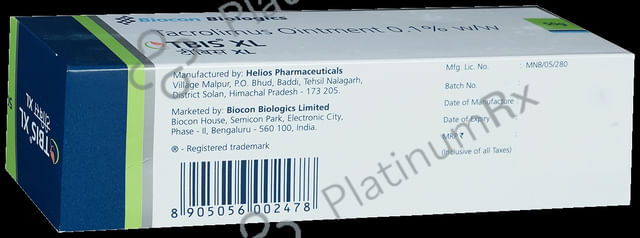 Biocon Biologics
Tacrolimus Ointment 0.1% w/w
TBIS® XL
50g
Manufactured by: Helios Pharmaceuticals
Village Malpur, P.O. Bhud, Baddi, Tehsil Nalagarh,
District Solan, Himachal Pradesh - 173 205.
Marketed by: Biocon Biologics Limited
Biocon House, Semicon Park, Electronic City,
Phase - II, Bengaluru - 560 100, India.
® - Registered trademark
8 905056 002478
Mfg. Lic. No. : MNB/05/280
Batch No. :
Date of Manufacture :
Date of Expiry :
MRP ₹ :
(Inclusive of all Taxes)
TBIS® XL
PlatinumRx
PlatinumRx